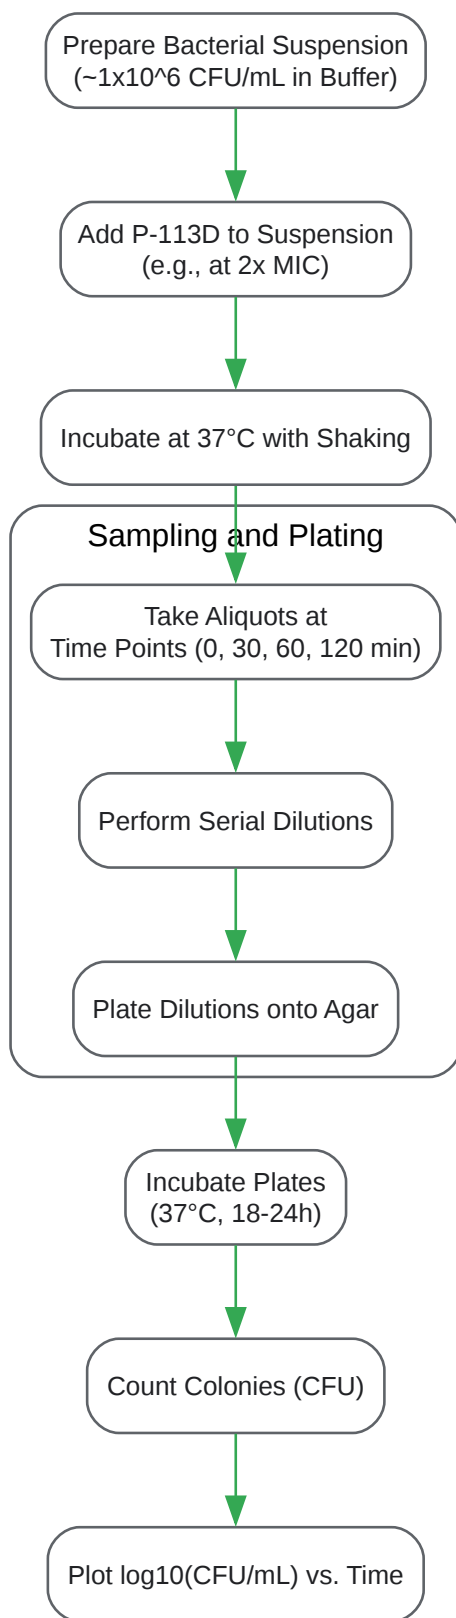 Prepare Bacterial Suspension
(~1x10^6 CFU/mL in Buffer)
Add P-113D to Suspension
(e.g., at 2x MIC)
Incubate at 37°C with Shaking
Sampling and Plating
Take Aliquots at
Time Points (0, 30, 60, 120 min)
Perform Serial Dilutions
Plate Dilutions onto Agar
Incubate Plates
(37°C, 18-24h)
Count Colonies (CFU)
Plot log10(CFU/mL) vs. Time